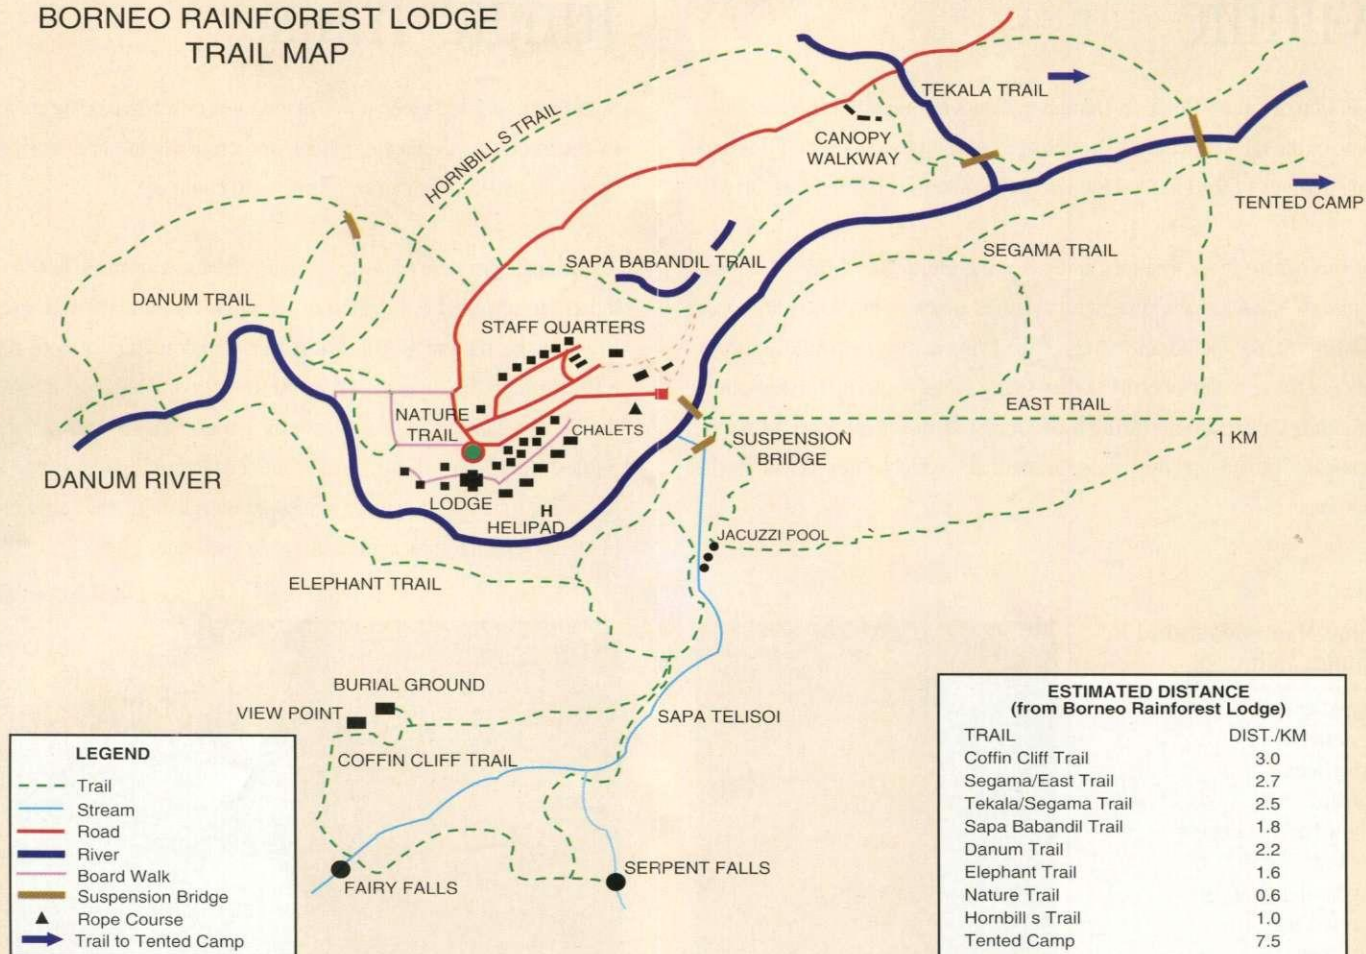 BORNEO RAINFOREST LODGE
TRAIL MAP
HORNBILL S TRAIL
TEKALA TRAIL
CANOPY
WALKWAY
TENTED CAMP
SEGAMA TRAIL
SAPA BABANDIL TRAIL
DANUM TRAIL
STAFF QUARTERS
NATURE
TRAIL
CHALETS
EAST TRAIL
1 KM
SUSPENSION
BRIDGE
DANUM RIVER
LODGE
H
HELIPAD
JACUZZI POOL
ELEPHANT TRAIL
BURIAL GROUND
VIEW POINT
SAPA TELISOI
COFFIN CLIFF TRAIL
FAIRY FALLS
SERPENT FALLS
LEGEND
Trail
Stream
Road
River
Board Walk
Suspension Bridge
Rope Course
Trail to Tented Camp
ESTIMATED DISTANCE
(from Borneo Rainforest Lodge)
TRAIL DIST./KM
Coffin Cliff Trail 3.0
Segama/East Trail 2.7
Tekala/Segama Trail 2.5
Sapa Babandil Trail 1.8
Danum Trail 2.2
Elephant Trail 1.6
Nature Trail 0.6
Hornbill s Trail 1.0
Tented Camp 7.5